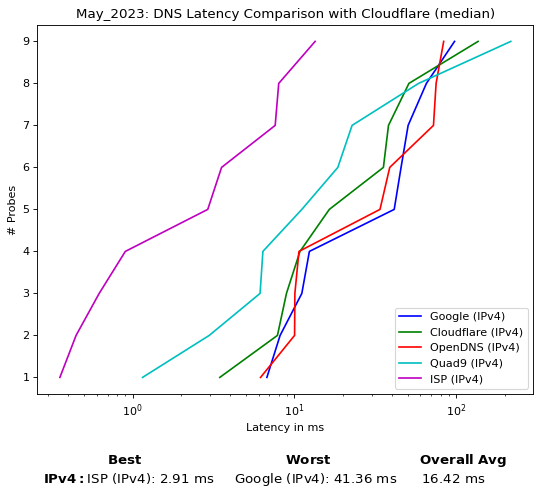 May_2023: DNS Latency Comparison with Cloudflare (median)
# Probes
9
8
7
6
5
4
3
2
1
Google (IPv4)
Cloudflare (IPv4)
OpenDNS (IPv4)
Quad9 (IPv4)
ISP (IPv4)
10⁰ 10¹ 10²
Latency in ms
Best Worst Overall Avg
IPv4: ISP (IPv4): 2.91 ms Google (IPv4): 41.36 ms 16.42 ms